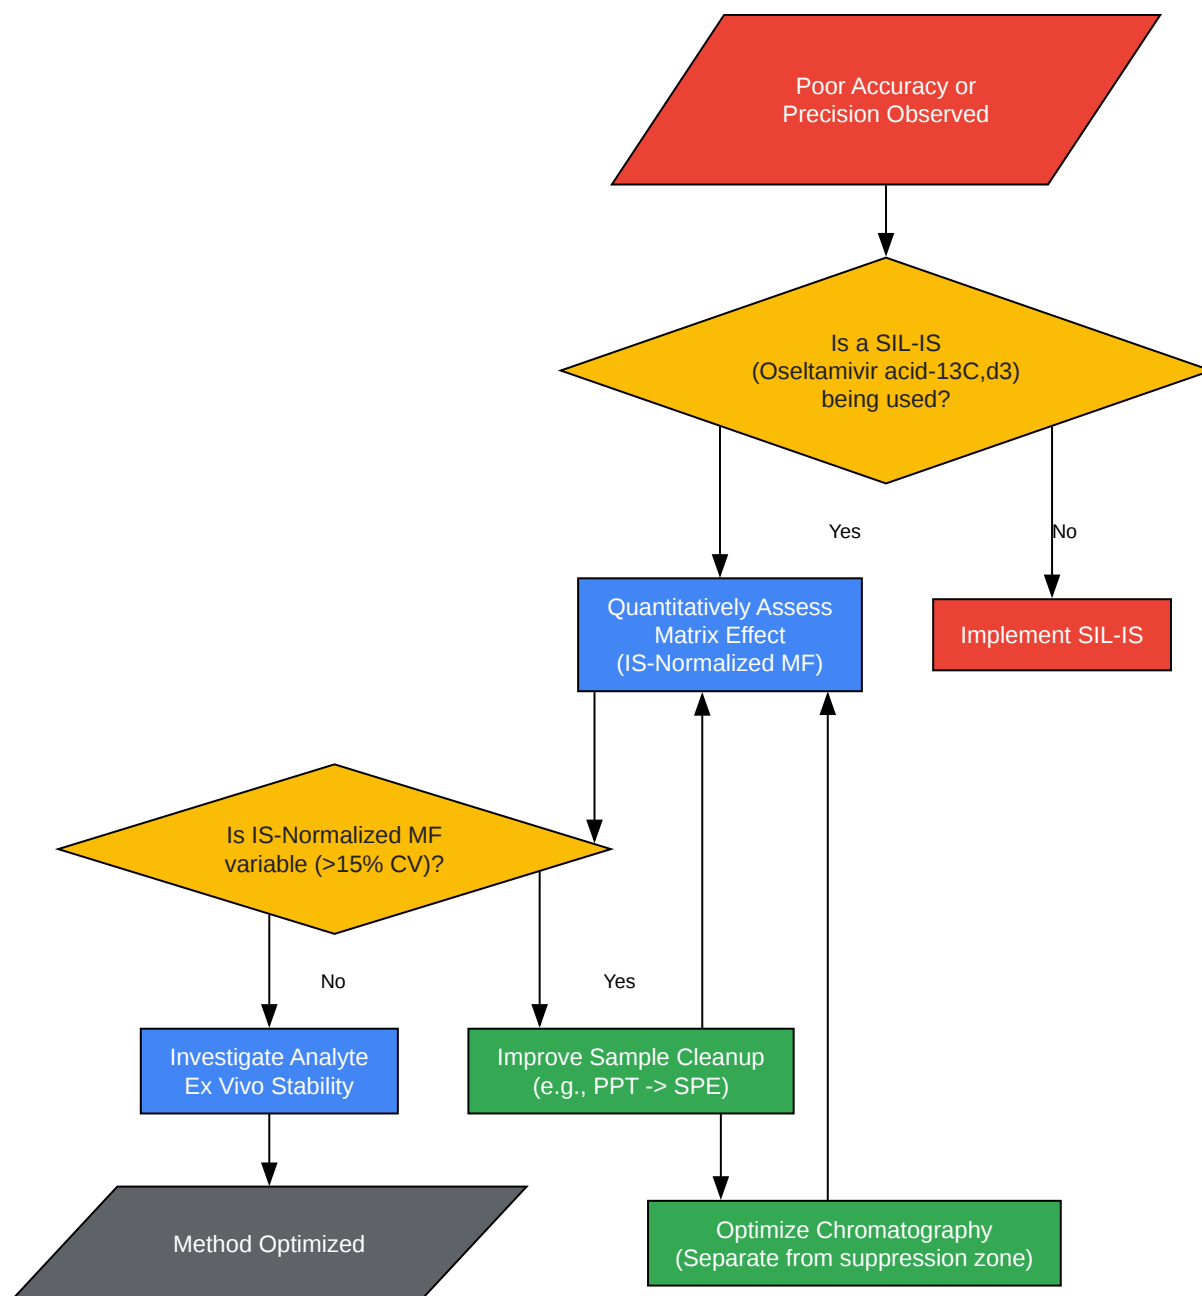 Poor Accuracy or
Precision Observed
Is a SIL-IS
(Oseltamivir acid-13C,d3)
being used?
Yes
No
Quantitatively Assess
Matrix Effect
(IS-Normalized MF)
Implement SIL-IS
Is IS-Normalized MF
variable (>15% CV)?
No
Yes
Investigate Analyte
Ex Vivo Stability
Improve Sample Cleanup
(e.g., PPT -> SPE)
Method Optimized
Optimize Chromatography
(Separate from suppression zone)